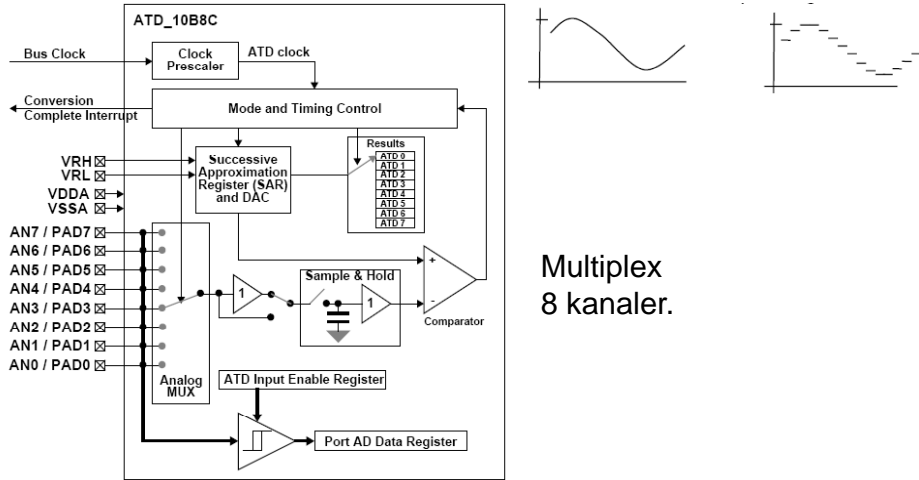 ATD_10B8C
Bus Clock
Clock
Prescaler
ATD clock
Conversion
Complete Interrupt
Mode and Timing Control
Results
ATD 0
ATD 1
ATD 2
ATD 3
ATD 4
ATD 5
ATD 6
ATD 7
VRH
VRL
VDDA
VSSA
Successive
Approximation
Register (SAR)
and DAC
AN7 / PAD7
AN6 / PAD6
AN5 / PAD5
AN4 / PAD4
AN3 / PAD3
AN2 / PAD2
AN1 / PAD1
AN0 / PAD0
Analog
MUX
1
Sample & Hold
1
+
-
Comparator
ATD Input Enable Register
Port AD Data Register
Multiplex
8 kanaler.